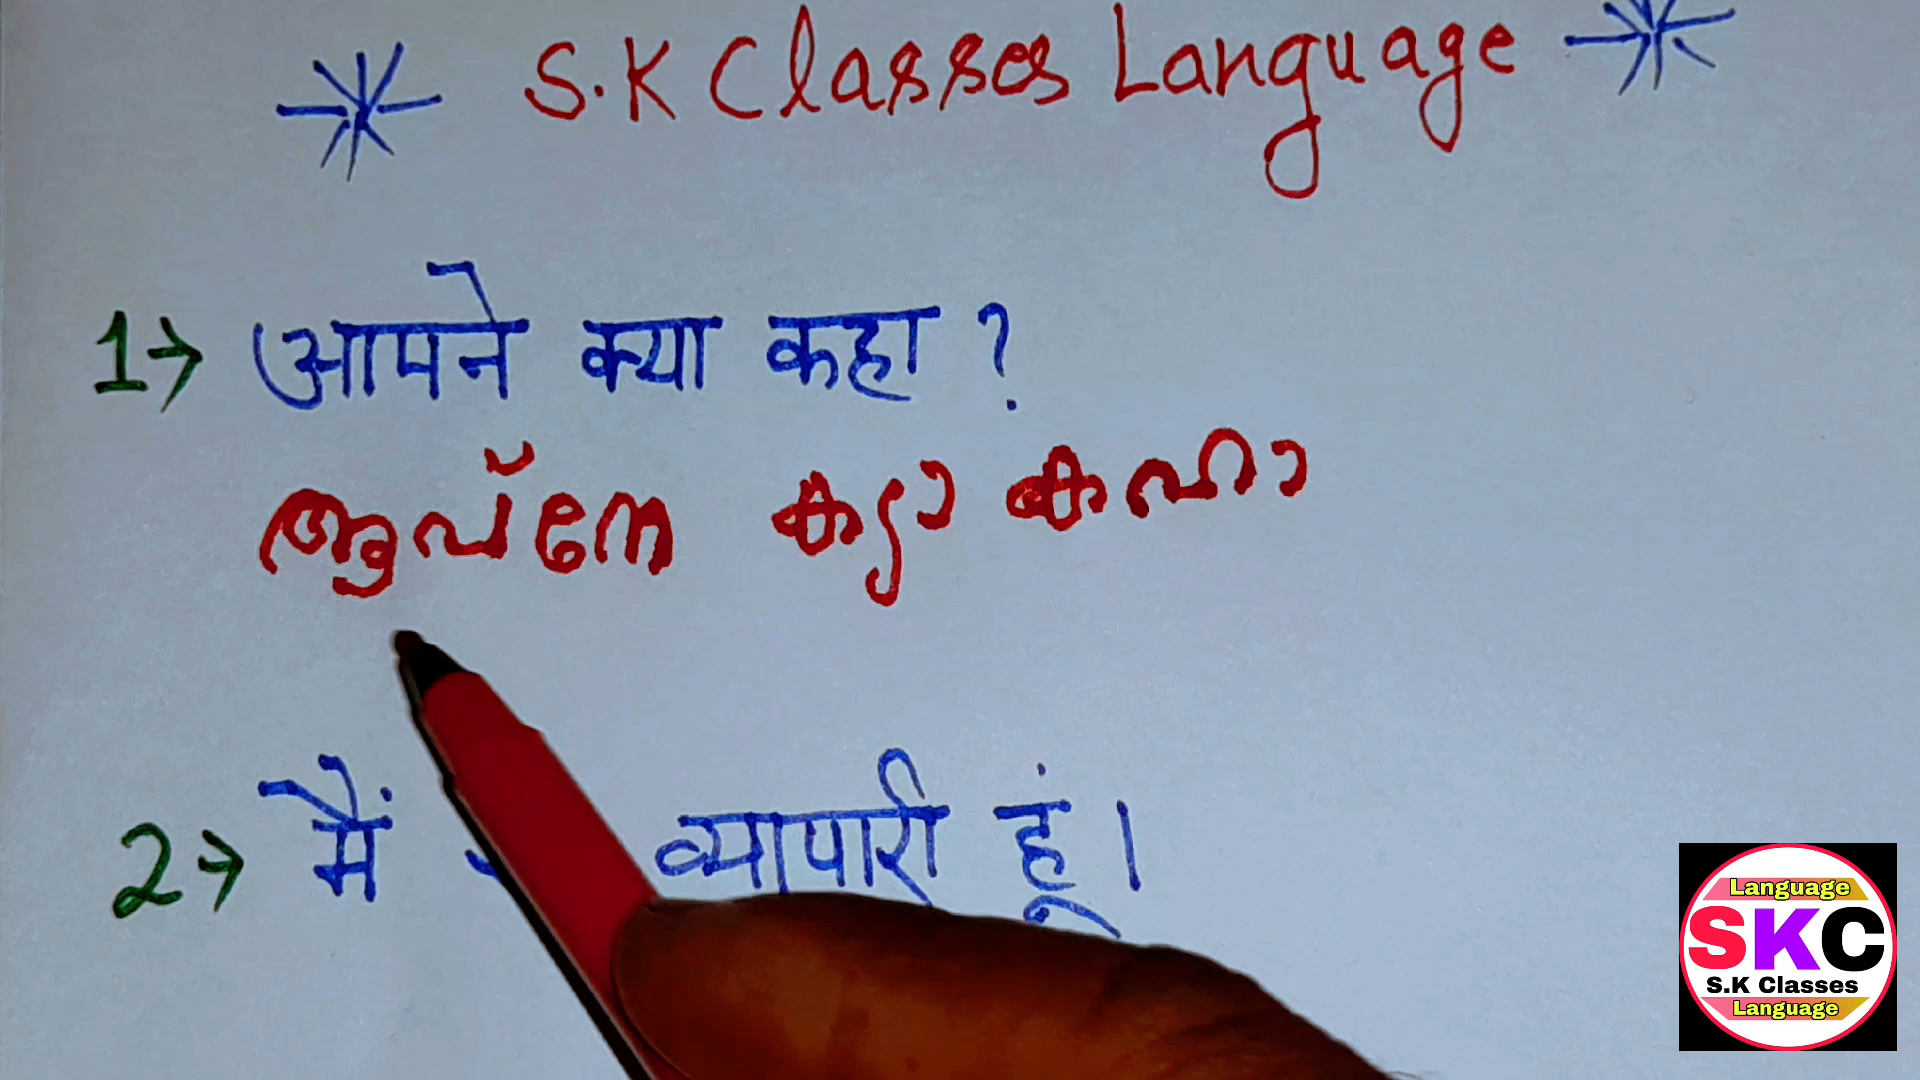 S.K Classes Language
1→ आपने क्या कहा ?
ആപ്നേ ക്യാ കഹാ
2→ मैं व्यापारी हूं।
Language
SKC
S.K Classes
Language